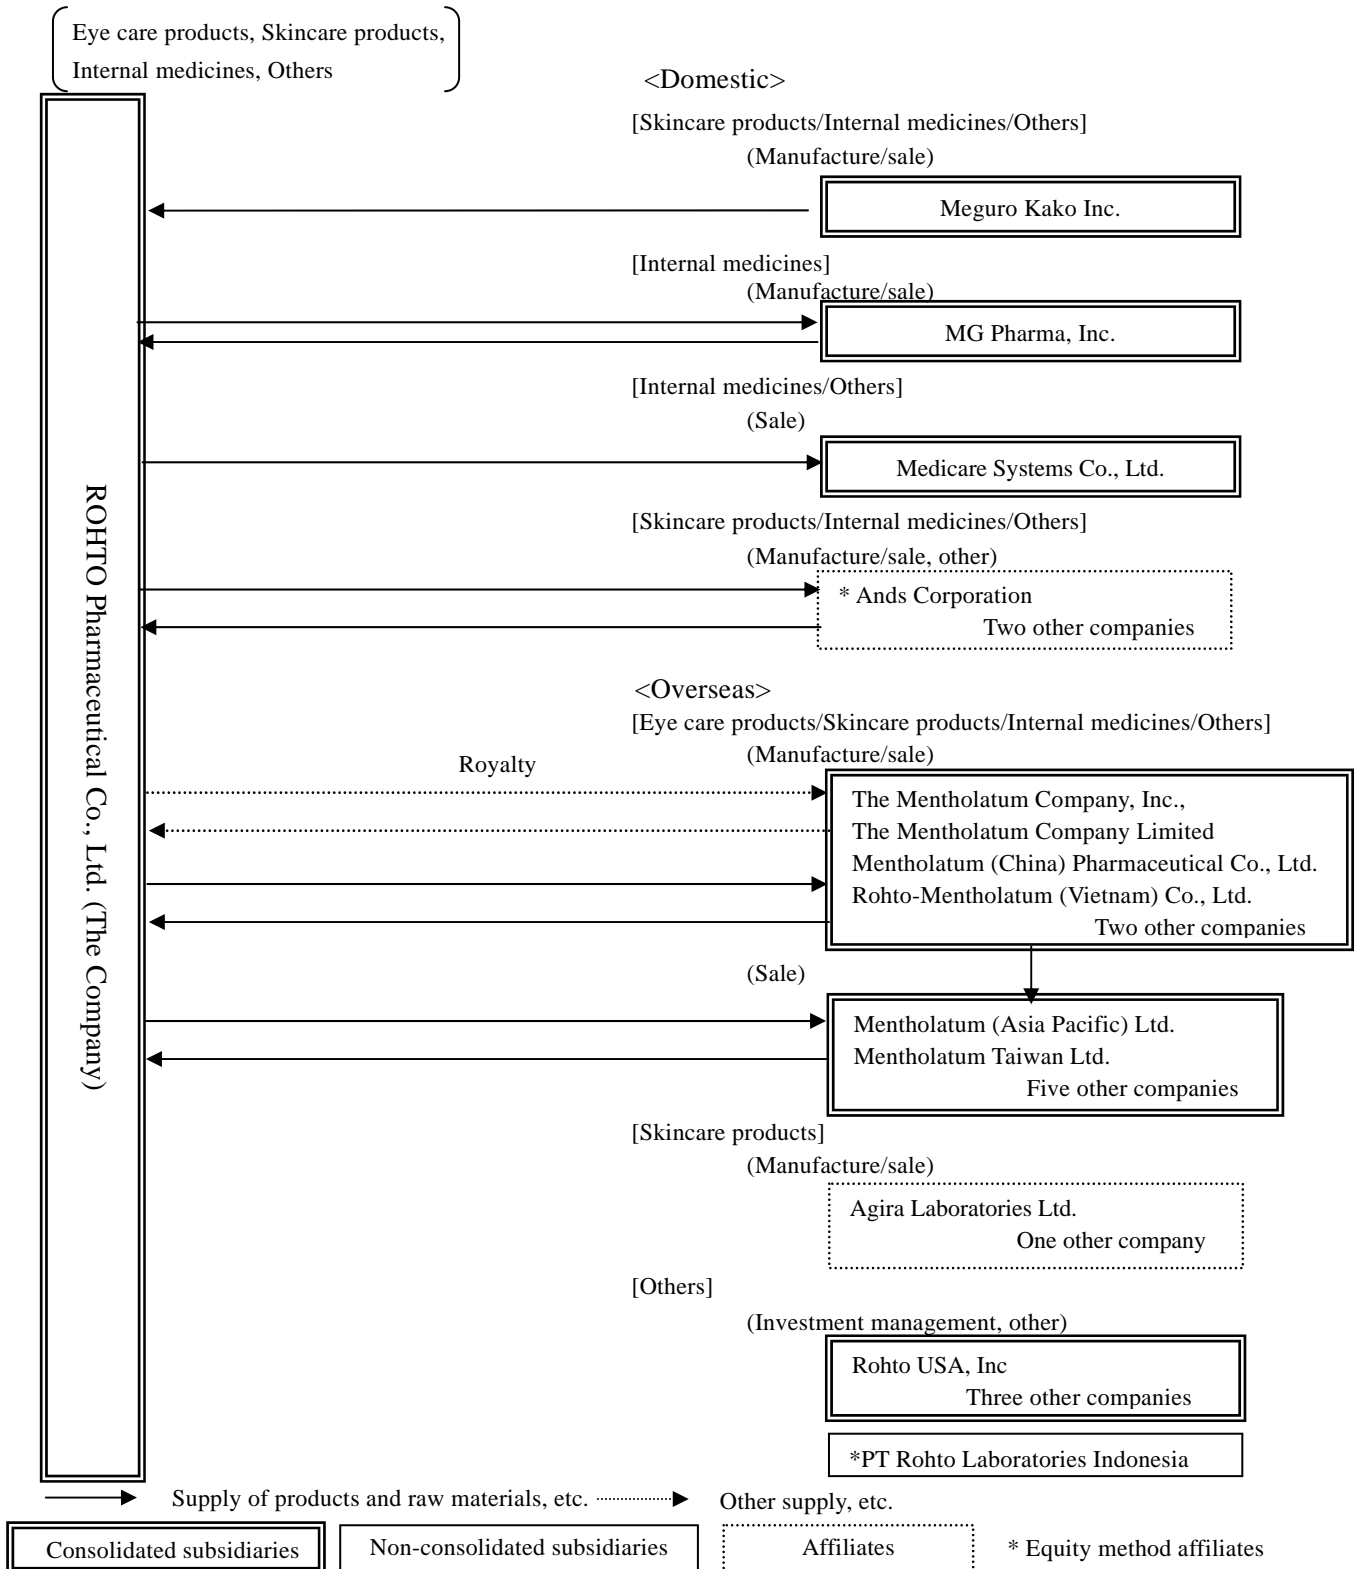 Eye care products, Skincare products,
Internal medicines, Others
<Domestic>
[Skincare products/Internal medicines/Others]
(Manufacture/sale)
Meguro Kako Inc.
[Internal medicines]
(Manufacture/sale)
MG Pharma, Inc.
[Internal medicines/Others]
(Sale)
Medicare Systems Co., Ltd.
[Skincare products/Internal medicines/Others]
(Manufacture/sale, other)
* Ands Corporation
Two other companies
ROHTO Pharmaceutical Co., Ltd. (The Company)
<Overseas>
[Eye care products/Skincare products/Internal medicines/Others]
(Manufacture/sale)
Royalty
The Mentholatum Company, Inc.,
The Mentholatum Company Limited
Mentholatum (China) Pharmaceutical Co., Ltd.
Rohto-Mentholatum (Vietnam) Co., Ltd.
Two other companies
(Sale)
Mentholatum (Asia Pacific) Ltd.
Mentholatum Taiwan Ltd.
Five other companies
[Skincare products]
(Manufacture/sale)
Agira Laboratories Ltd.
One other company
[Others]
(Investment management, other)
Rohto USA, Inc
Three other companies
*PT Rohto Laboratories Indonesia
Supply of products and raw materials, etc.
Other supply, etc.
Consolidated subsidiaries
Non-consolidated subsidiaries
Affiliates
* Equity method affiliates